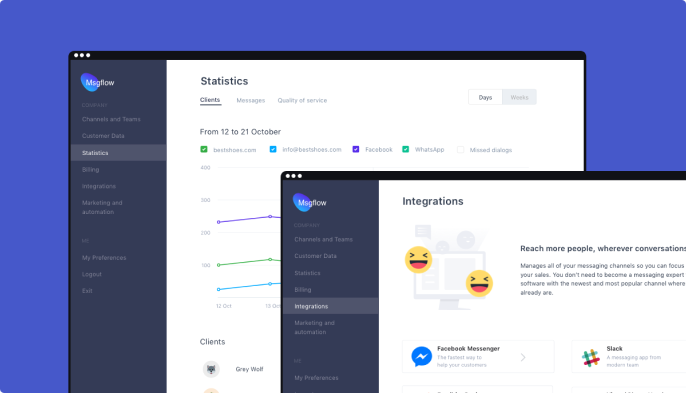 Msgflow
COMPANY
Channels and Teams
Customer Data
Statistics
Billing
Integrations
Marketing and
automation
ME
My Preferences
Logout
Exit
Statistics
Clients Messages Quality of service
Days Weeks
From 12 to 21 October
bestshoes.com info@bestshoes.com Facebook WhatsApp Missed dialogs
400
300
200
100
12 Oct 13 Oct
Clients
Grey Wolf
Msgflow
COMPANY
Channels and Teams
Customer Data
Statistics
Billing
Integrations
Marketing and
automation
ME
My Preferences
Integrations
Reach more people, wherever conversations
Manages all of your messaging channels so you can focus
your sales. You don't need to become a messaging expert
software with the newest and most popular channel where
already are.
Facebook Messenger
The fastest way to
help your customers
Slack
A messaging app from
modern team